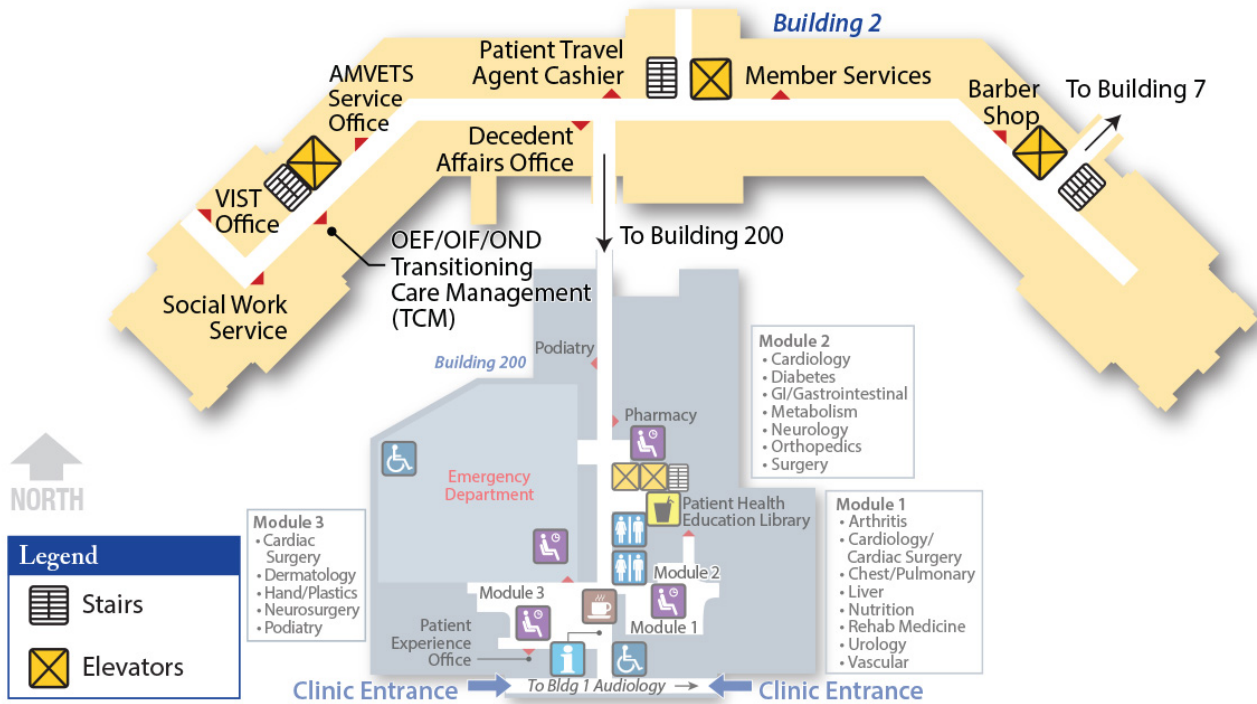 Building 2
Patient Travel
Agent Cashier
Member Services
AMVETS
Service
Office
Barber
Shop
To Building 7
Decedent
Affairs Office
VIST
Office
To Building 200
OEF/OIF/OND
Transitioning
Care Management
(TCM)
Social Work
Service
Building 200
Podiatry
Module 2
• Cardiology
• Diabetes
• GI/Gastrointestinal
• Metabolism
• Neurology
• Orthopedics
• Surgery
Pharmacy
NORTH
Emergency
Department
Patient Health
Education Library
Module 1
• Arthritis
• Cardiology/
Cardiac Surgery
• Chest/Pulmonary
• Liver
• Nutrition
• Rehab Medicine
• Urology
• Vascular
Module 3
• Cardiac
Surgery
• Dermatology
• Hand/Plastics
• Neurosurgery
• Podiatry
Legend
Stairs
Elevators
Module 2
Module 3
Module 1
Patient
Experience
Office
i
Clinic Entrance
To Bldg 1 Audiology
Clinic Entrance